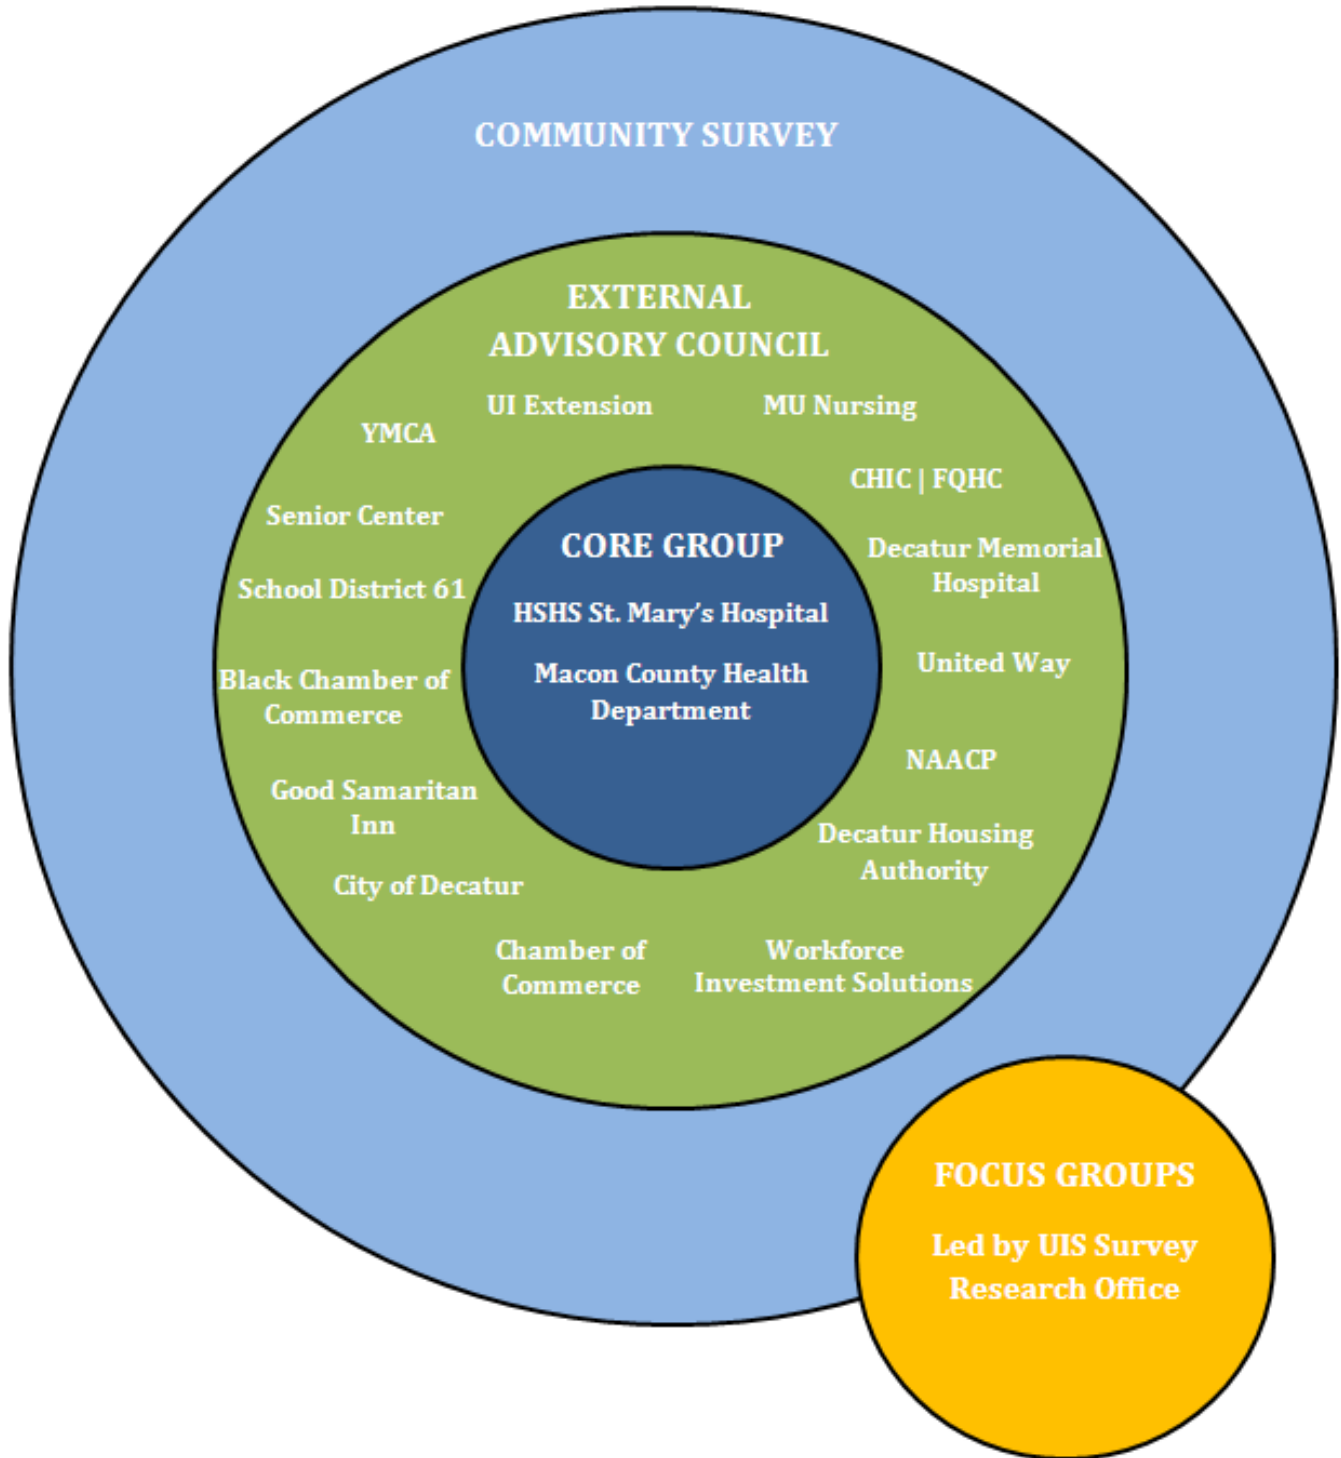 COMMUNITY SURVEY
EXTERNAL
ADVISORY COUNCIL
UI Extension
MU Nursing
YMCA
CHIC | FQHC
Senior Center
Decatur Memorial
Hospital
School District 61
CORE GROUP
HSHS St. Mary’s Hospital
Macon County Health
Department
United Way
Black Chamber of
Commerce
NAACP
Good Samaritan
Inn
Decatur Housing
Authority
City of Decatur
Chamber of
Commerce
Workforce
Investment Solutions
FOCUS GROUPS
Led by UIS Survey
Research Office